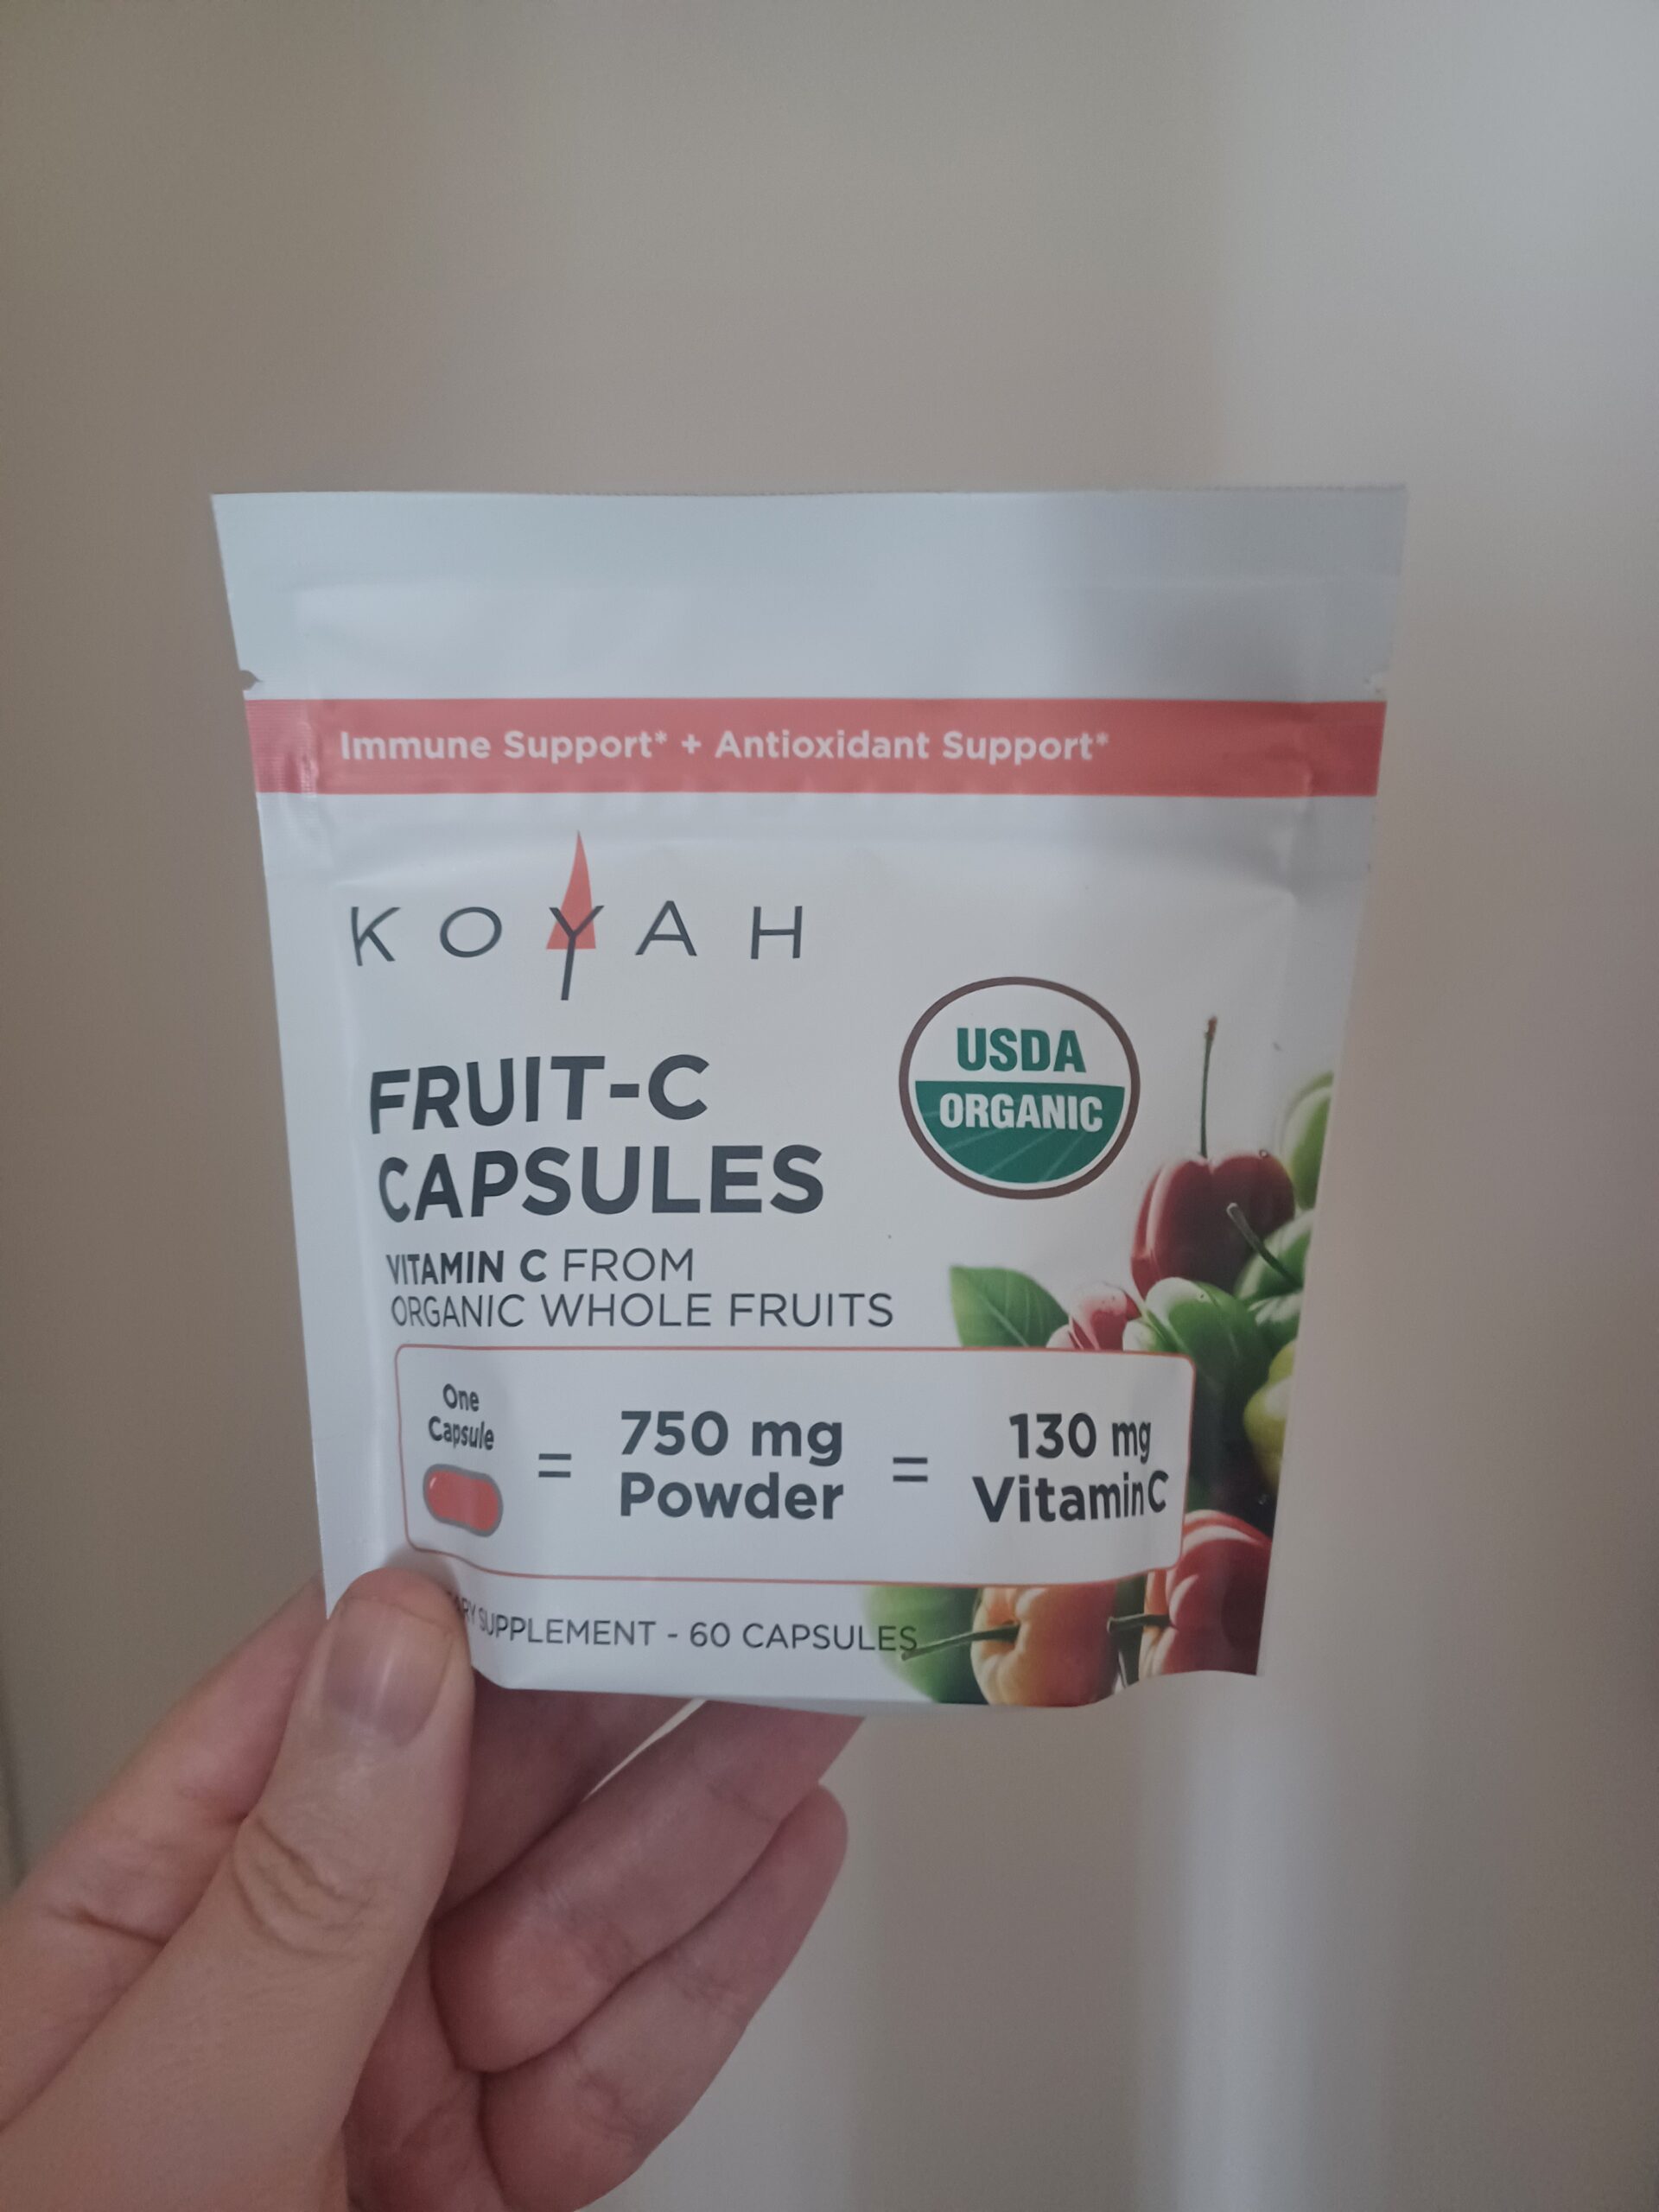 Immune Support* + Antioxidant Support*
KOYAH
USDA
ORGANIC
FRUIT-C
CAPSULES
VITAMIN C FROM
ORGANIC WHOLE FRUITS
One
Capsule
=
750 mg
Powder
=
130 mg
Vitamin C
SUPPLEMENT - 60 CAPSULES